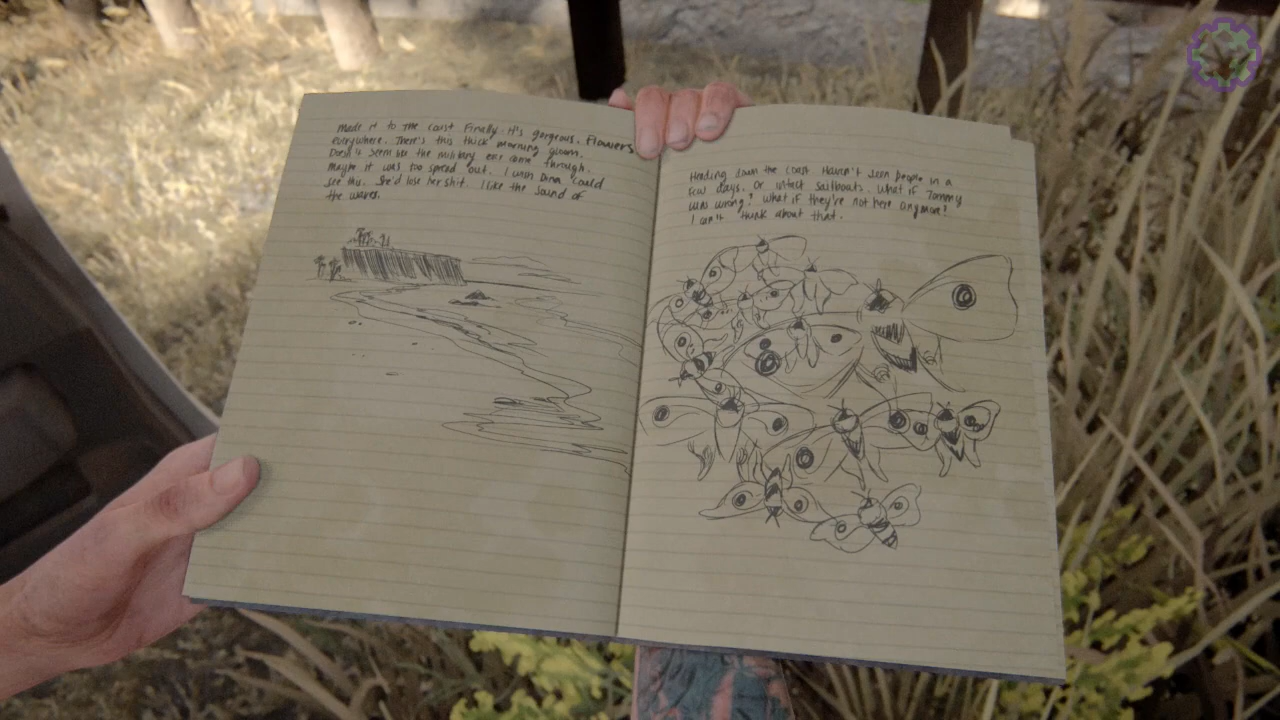 Made it to the coast Finally. It's gorgeous. Flowers
everywhere. There's this thick morning gloom.
Doesn't seem like the military ever came through.
Maybe it was too spread out. I wish Dina could
see this. She'd lose her shit. I like the sound of
the waves.
Heading down the coast Haven't seen people in a
few days. Or intact sailboats. What if Tommy
was wrong? What if they're not here anymore?
I can't think about that.